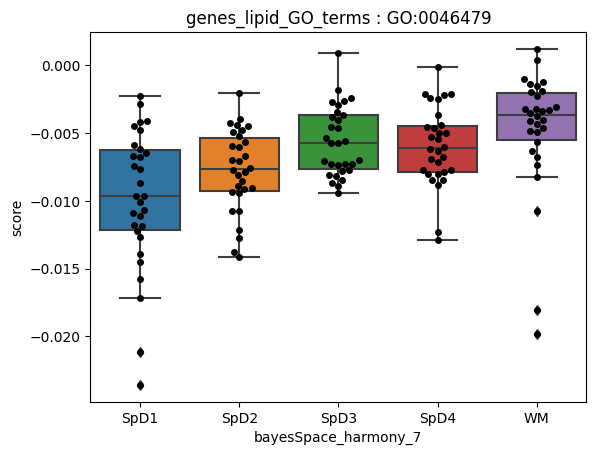 genes_lipid_GO_terms : GO:0046479
0.000
−0.005
−0.010
−0.015
−0.020
score
SpD1 SpD2 SpD3 SpD4 WM
bayesSpace_harmony_7